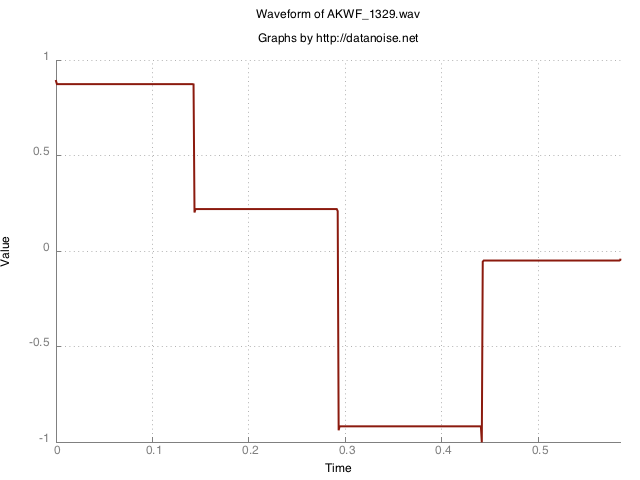 Waveform of AKWF_1329.wav
Graphs by http://datanoise.net
1
0.5
0
-0.5
-1
Value
0 0.1 0.2 0.3 0.4 0.5
Time